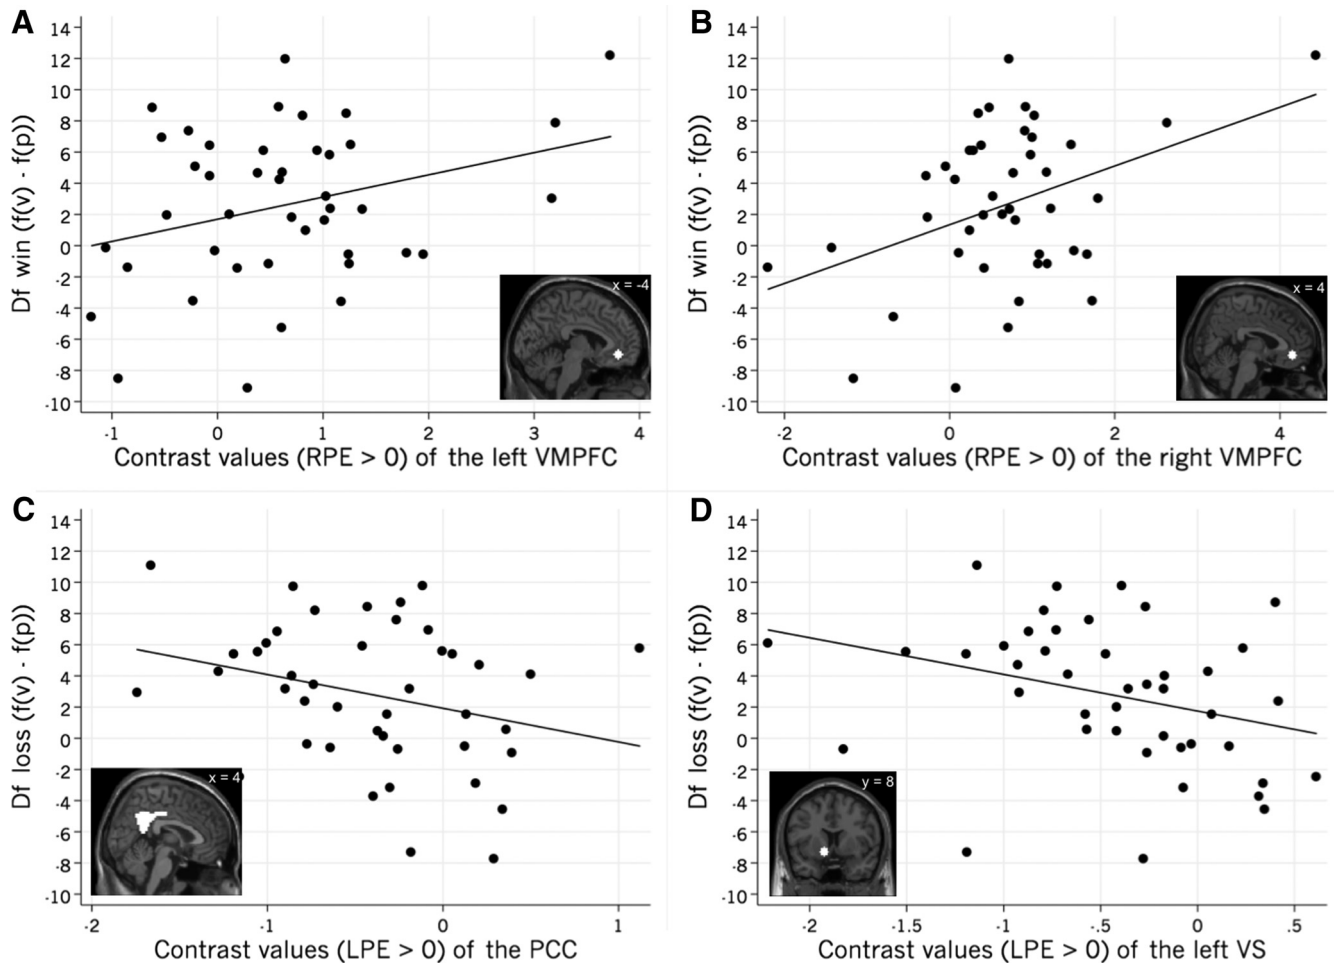 A
Df win (f(v) - f(p))
14
12
10
8
6
4
2
0
-2
-4
-6
-8
-10
x = -4
-1 0 1 2 3 4
Contrast values (RPE > 0) of the left VMPFC
B
Df win (f(v) - f(p))
14
12
10
8
6
4
2
0
-2
-4
-6
-8
-10
x = 4
-2 0 2 4
Contrast values (RPE > 0) of the right VMPFC
C
Df loss (f(v) - f(p))
14
12
10
8
6
4
2
0
-2
-4
-6
-8
-10
x = 4
-2 -1 0 1
Contrast values (LPE > 0) of the PCC
D
Df loss (f(v) - f(p))
14
12
10
8
6
4
2
0
-2
-4
-6
-8
-10
y = 8
-2 -1.5 -1 -.5 0 .5
Contrast values (LPE > 0) of the left VS